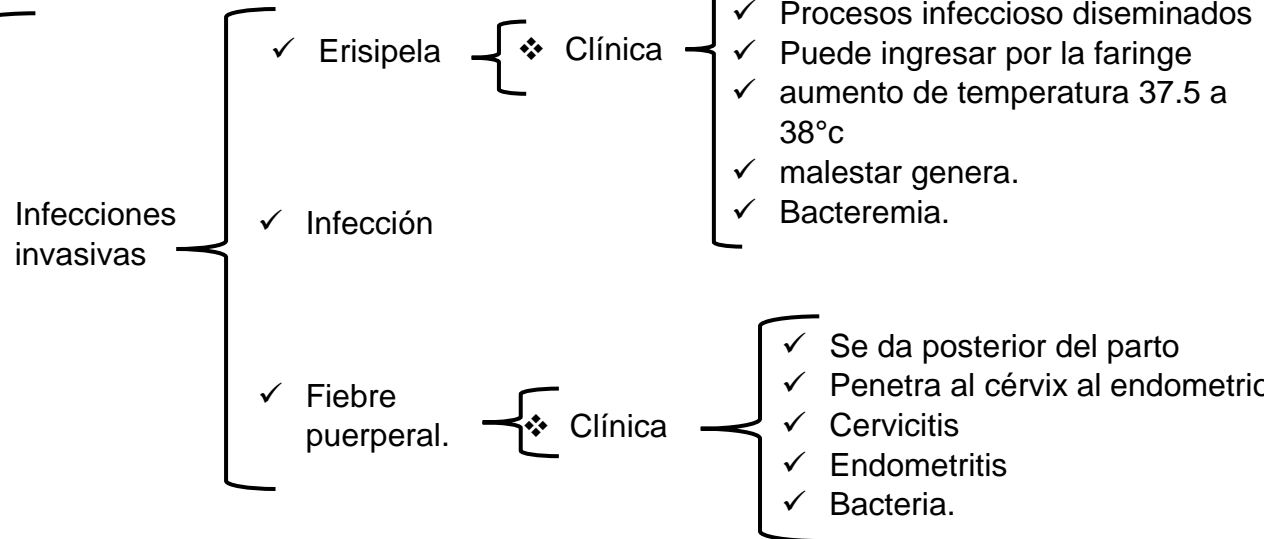 Infecciones
invasivas
✓ Erisipela
❖ Clínica
✓ Procesos infeccioso diseminados
✓ Puede ingresar por la faringe
✓ aumento de temperatura 37.5 a
38°c
✓ malestar genera.
✓ Bacteremia.
✓ Infección
✓ Fiebre
puerperal.
❖ Clínica
✓ Se da posterior del parto
✓ Penetra al cérvix al endometrio
✓ Cervicitis
✓ Endometritis
✓ Bacteria.